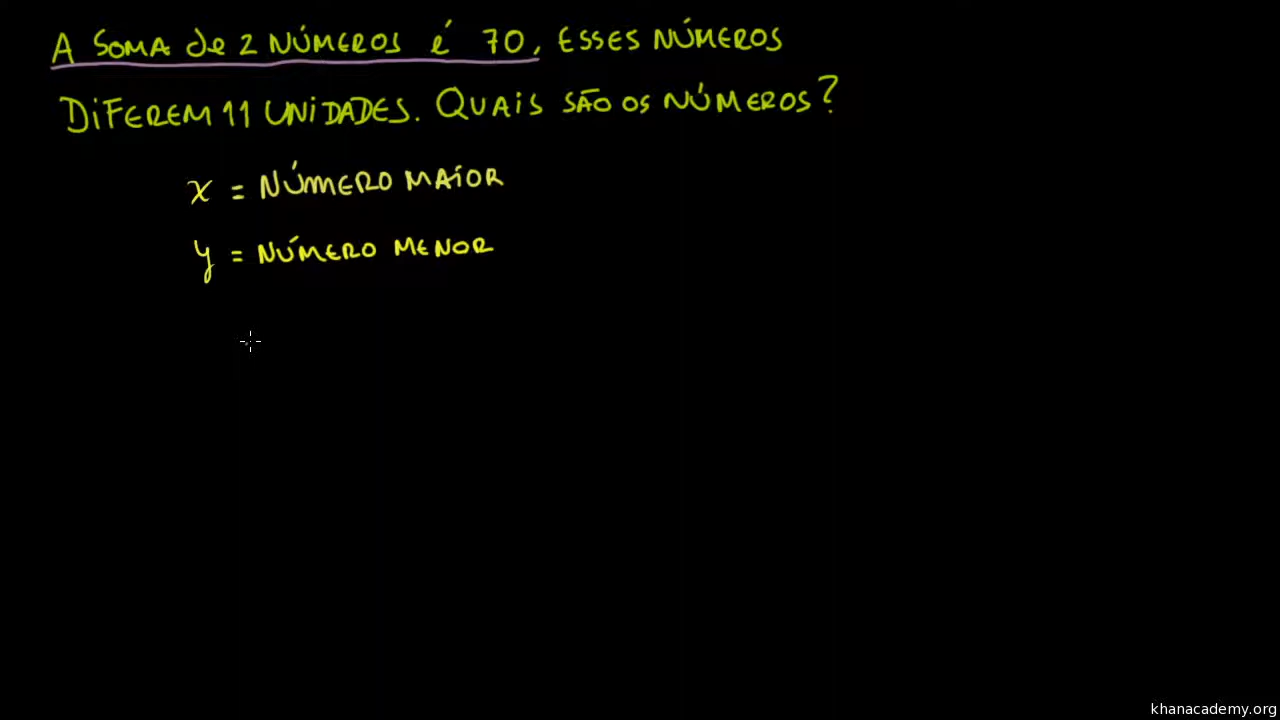 A SOMA de 2 NÚMEROS é 70, ESSES NÚMEROS
DIFEREM 11 UNIDADES. QUAIS SÃO OS NÚMEROS?
x = NÚMERO MAIOR
y = NÚMERO MENOR
khanacademy.org